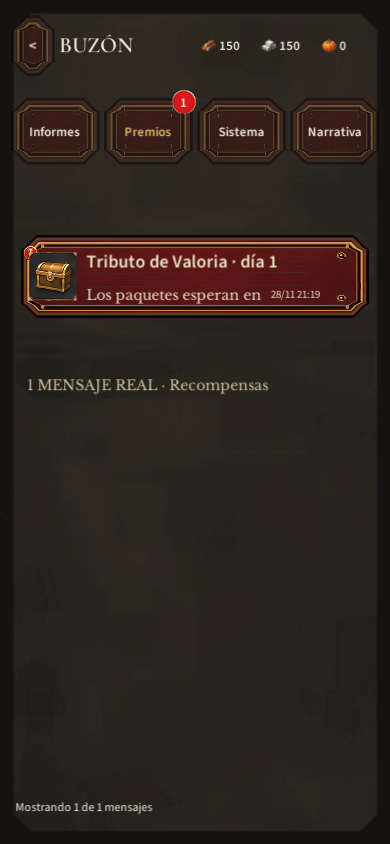 <
BUZÓN
150
150
0
1
Informes
Premios
Sistema
Narrativa
Tributo de Valoria · día 1
Los paquetes esperan en
28/11 21:19
1 MENSAJE REAL · Recompensas
Mostrando 1 de 1 mensajes